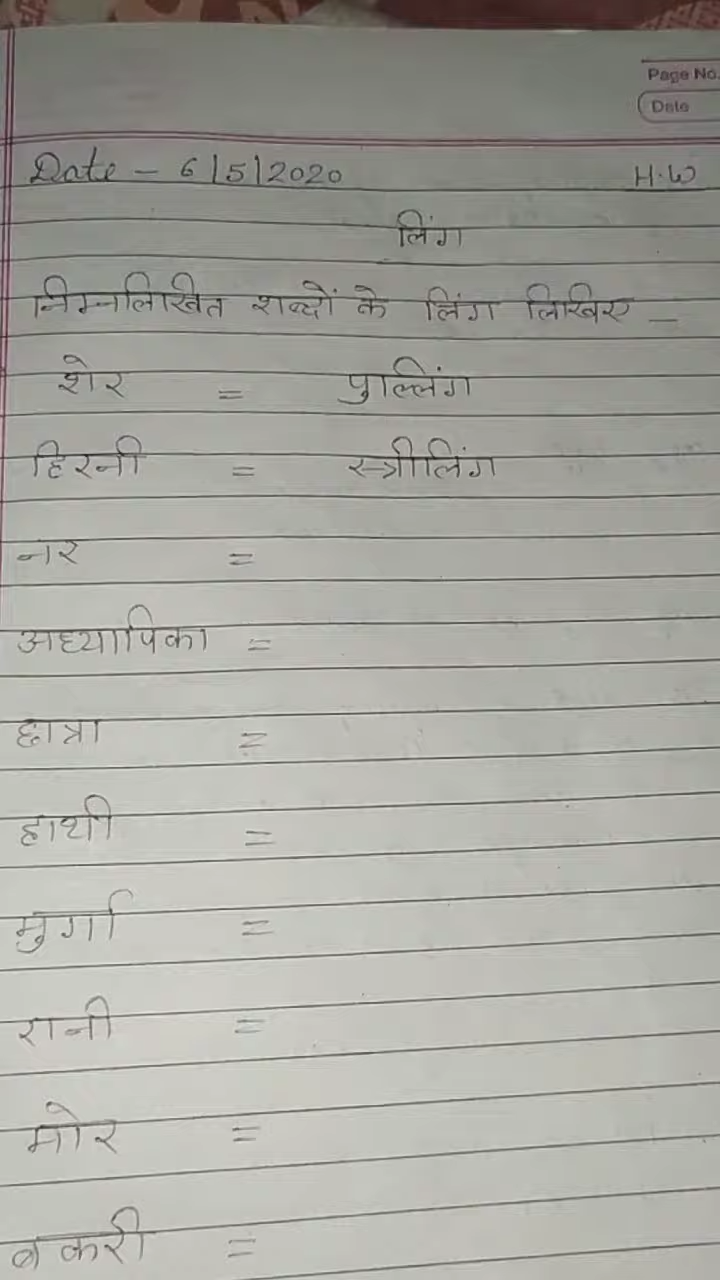 Page No.
Date
Date - 6/5/2020 H.W
लिंग
निम्नलिखित शब्दों के लिंग लिखिए -
शेर = पुल्लिंग
हिरनी = स्त्रीलिंग
नर =
अध्यापिका =
छात्रा =
हाथी =
मुर्गा =
रानी =
मोर =
बकरी =